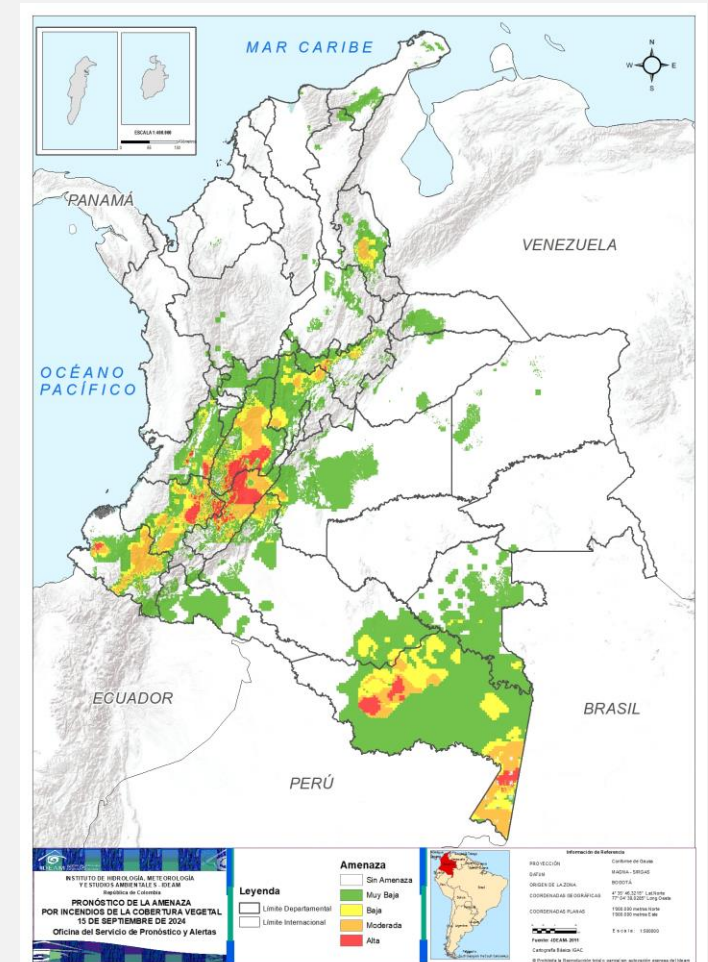 MAR CARIBE
N
W
E
S
PANAMÁ
VENEZUELA
OCÉANO
PACÍFICO
ECUADOR
BRASIL
PERÚ
INSTITUTO DE HIDROLOGÍA, METEOROLOGÍA
Y ESTUDIOS AMBIENTALES - IDEAM
República de Colombia
PRONÓSTICO DE LA AMENAZA
POR INCENDIOS DE LA COBERTURA VEGETAL
15 DE SEPTIEMBRE DE 2024
Oficina del Servicio de Pronóstico y Alertas
Leyenda
Límite Departamental
Límite Internacional
Amenaza
Sin Amenaza
Muy Baja
Baja
Moderada
Alta
Información de Referencia
PROYECCIÓN
DATUM
MAGNA - SIRGAS
ORIGEN DE LA ZONA
BOGOTÁ
COORDENADAS GEOGRÁFICAS
COORDENADAS PLANAS
Cartografía Básica IGAC